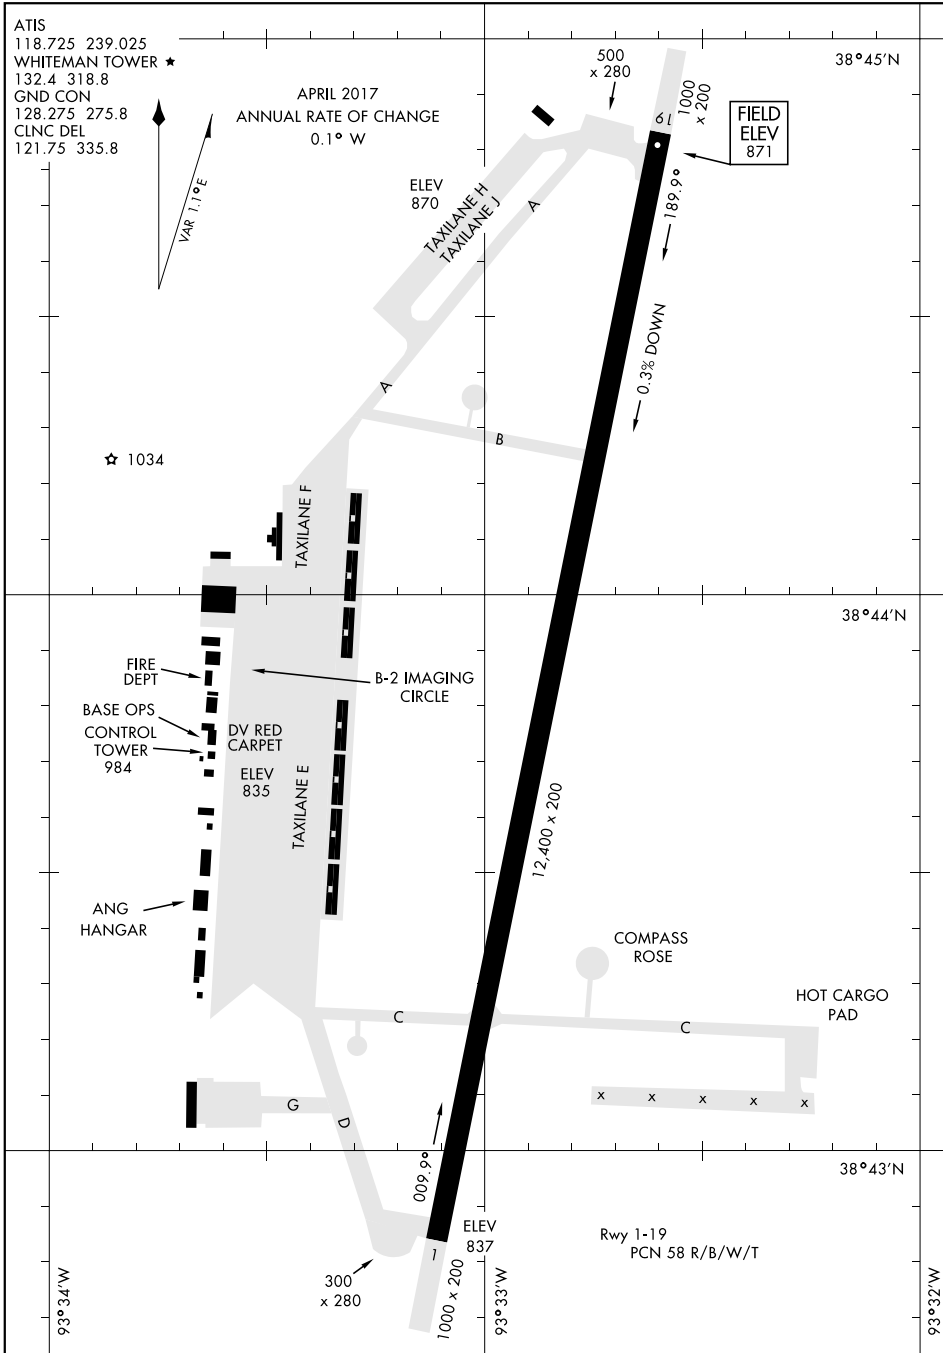 ATIS
118.725 239.025
WHITEMAN TOWER ★
132.4 318.8
GND CON
128.275 275.8
CLNC DEL
121.75 335.8
APRIL 2017
ANNUAL RATE OF CHANGE
0.1° W
VAR 1.1° E
500
x 280
38°45'N
1000
x 200
19
FIELD
ELEV
871
189.9°
ELEV
870
TAXILANE H
TAXILANE J
A
0.3% DOWN
A
B
1034
TAXILANE F
38°44'N
FIRE
DEPT
B-2 IMAGING
CIRCLE
BASE OPS
CONTROL
TOWER
984
DV RED
CARPET
ELEV
835
TAXILANE E
12,400 x 200
ANG
HANGAR
COMPASS
ROSE
HOT CARGO
PAD
C
C
G
D
x x x x x
009.9°
38°43'N
ELEV
837
1
Rwy 1-19
PCN 58 R/B/W/T
300
x 280
1000 x 200
93°34'W
93°33'W
93°32'W